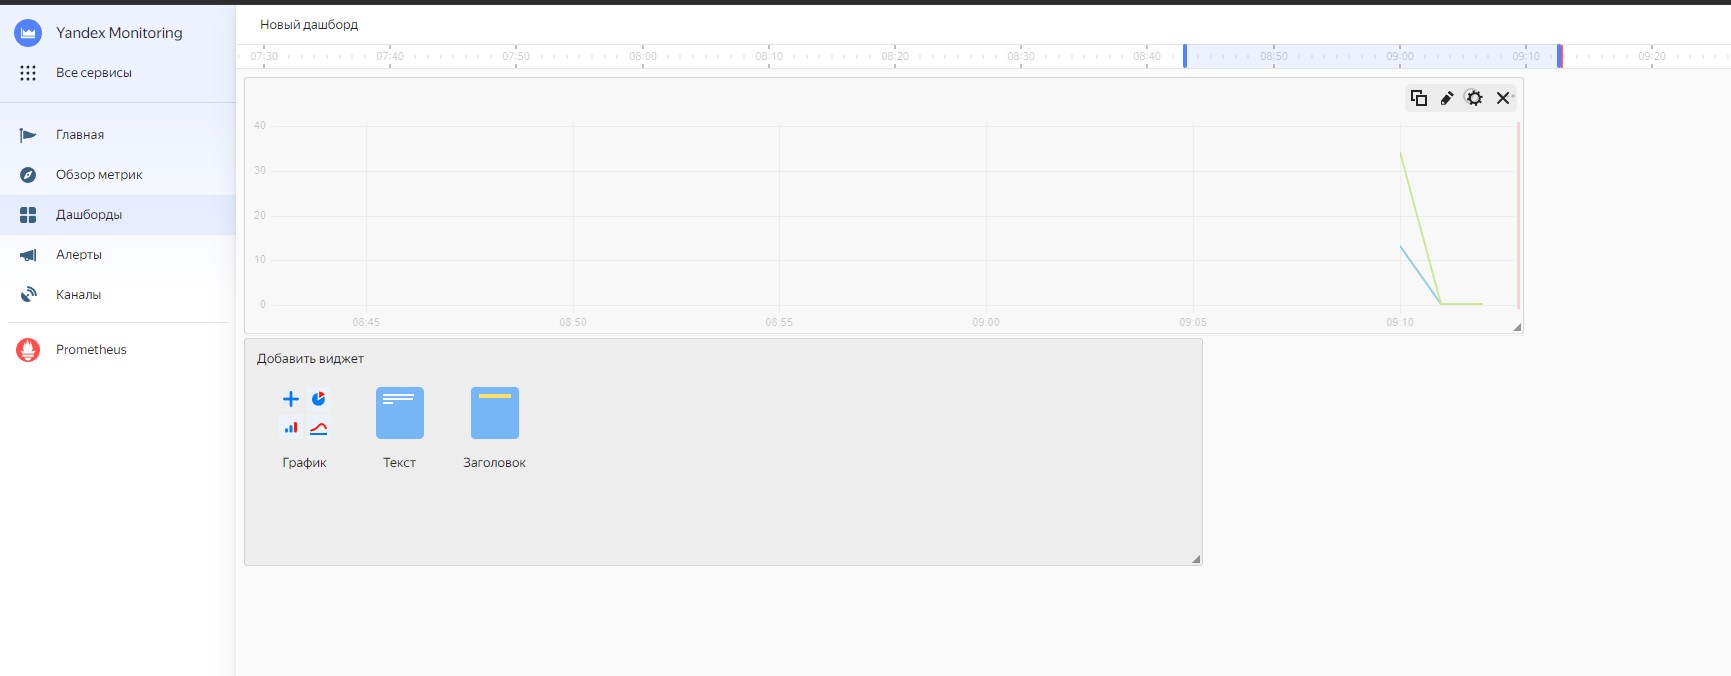 Yandex Monitoring
Все сервисы
Главная
Обзор метрик
Дашборды
Алерты
Каналы
Prometheus
Новый дашборд
07:30 07:40 07:50 08:00 08:10 08:20 08:30 08:40 08:50 09:00 09:10 09:20
40
30
20
10
0
08:45 08:50 08:55 09:00 09:05 09:10
Добавить виджет
График Текст Заголовок